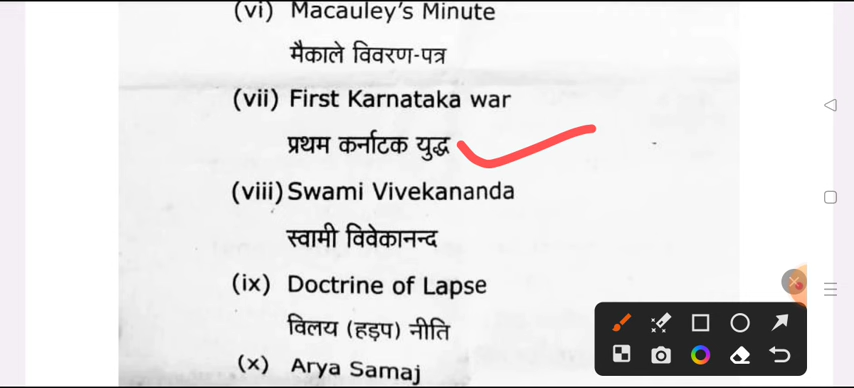 (vi) Macauley's Minute
मैकाले विवरण-पत्र
(vii) First Karnataka war
प्रथम कर्नाटक युद्ध
(viii) Swami Vivekananda
स्वामी विवेकानन्द
(ix) Doctrine of Lapse
विलय (हड़प) नीति
(x) Arya Samaj